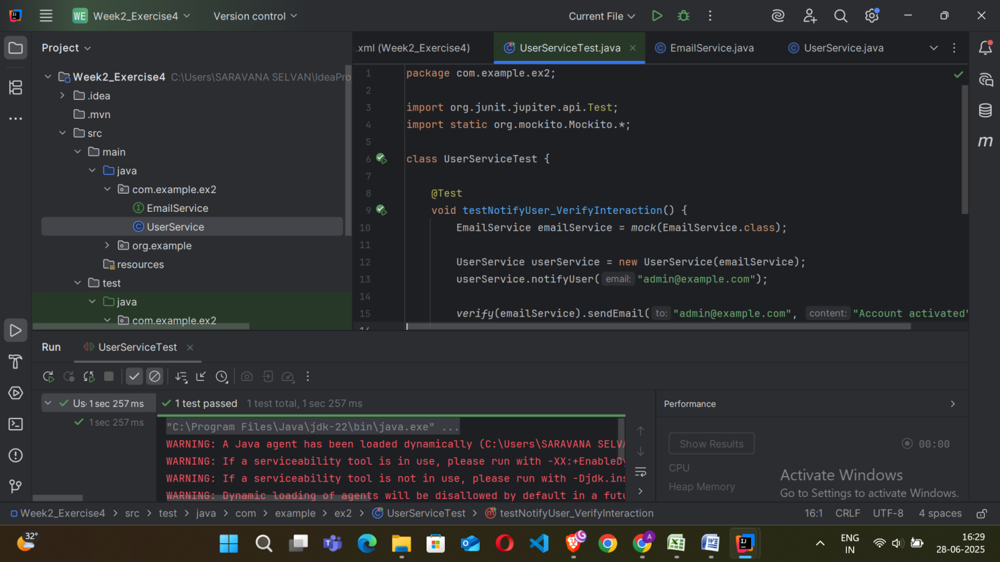 WE Week2_Exercise4 Version control Current File
Project
.xml (Week2_Exercise4) UserServiceTest.java EmailService.java UserService.java
Week2_Exercise4 C:\Users\SARAVANA SELVAN\IdeaPro
.idea
.mvn
src
main
java
com.example.ex2
EmailService
UserService
org.example
resources
test
java
com.example.ex2
1 package com.example.ex2;
2
3 import org.junit.jupiter.api.Test;
4 import static org.mockito.Mockito.*;
5
6 class UserServiceTest {
7
8 @Test
9 void testNotifyUser_VerifyInteraction() {
10 EmailService emailService = mock(EmailService.class);
11
12 UserService userService = new UserService(emailService);
13 userService.notifyUser( email: "admin@example.com");
14
15 verify(emailService).sendEmail( to: "admin@example.com", content: "Account activated"
16
Run UserServiceTest
Us 1 sec 257 ms
1 sec 257 ms
1 test passed 1 test total, 1 sec 257 ms
"C:\Program Files\Java\jdk-22\bin\java.exe" ...
WARNING: A Java agent has been loaded dynamically (C:\Users\SARAVANA SELVA
WARNING: If a serviceability tool is in use, please run with -XX:+EnableDy
WARNING: If a serviceability tool is not in use, please run with -Djdk.ins
WARNING: Dynamic loading of agents will be disallowed by default in a futu
Performance
Show Results 00:00
CPU
Heap Memory
Activate Windows
Go to Settings to activate Windows.
Week2_Exercise4 > src > test > java > com > example > ex2 > UserServiceTest > testNotifyUser_VerifyInteraction 16:1 CRLF UTF-8 4 spaces
32°
ENG
IN
16:29
28-06-2025